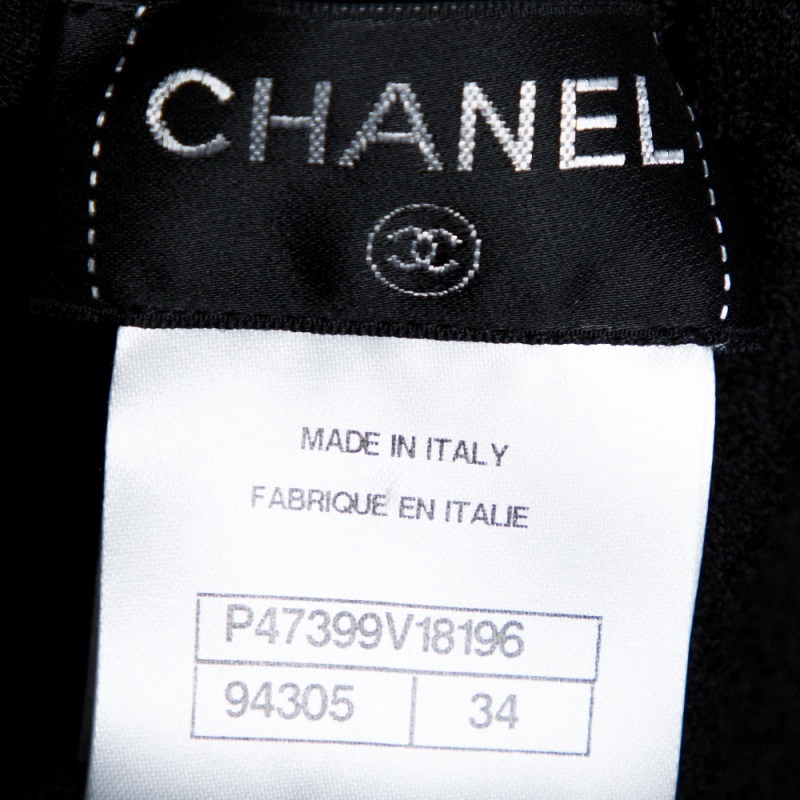 CHANEL
MADE IN ITALY
FABRIQUE EN ITALIE
P47399V18196
94305 34